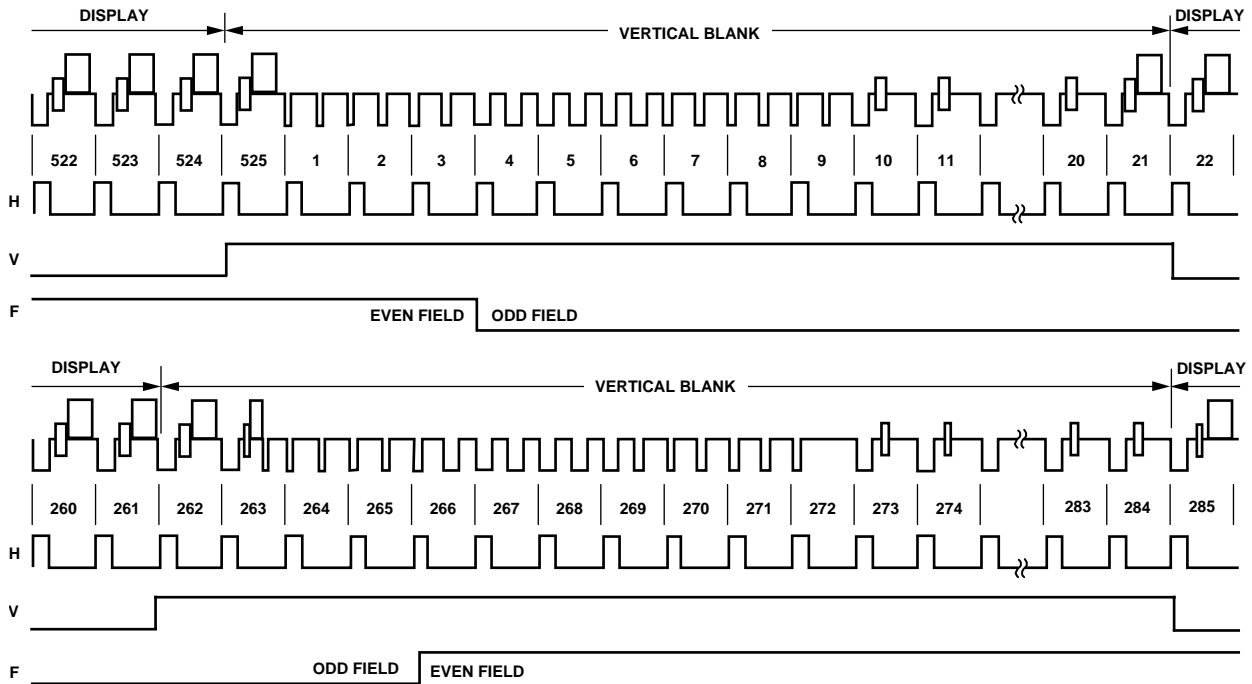 DISPLAY VERTICAL BLANK DISPLAY
522 523 524 525 1 2 3 4 5 6 7 8 9 10 11 20 21 22
H
V
F
EVEN FIELD ODD FIELD
DISPLAY VERTICAL BLANK DISPLAY
260 261 262 263 264 265 266 267 268 269 270 271 272 273 274 283 284 285
H
V
F
ODD FIELD EVEN FIELD